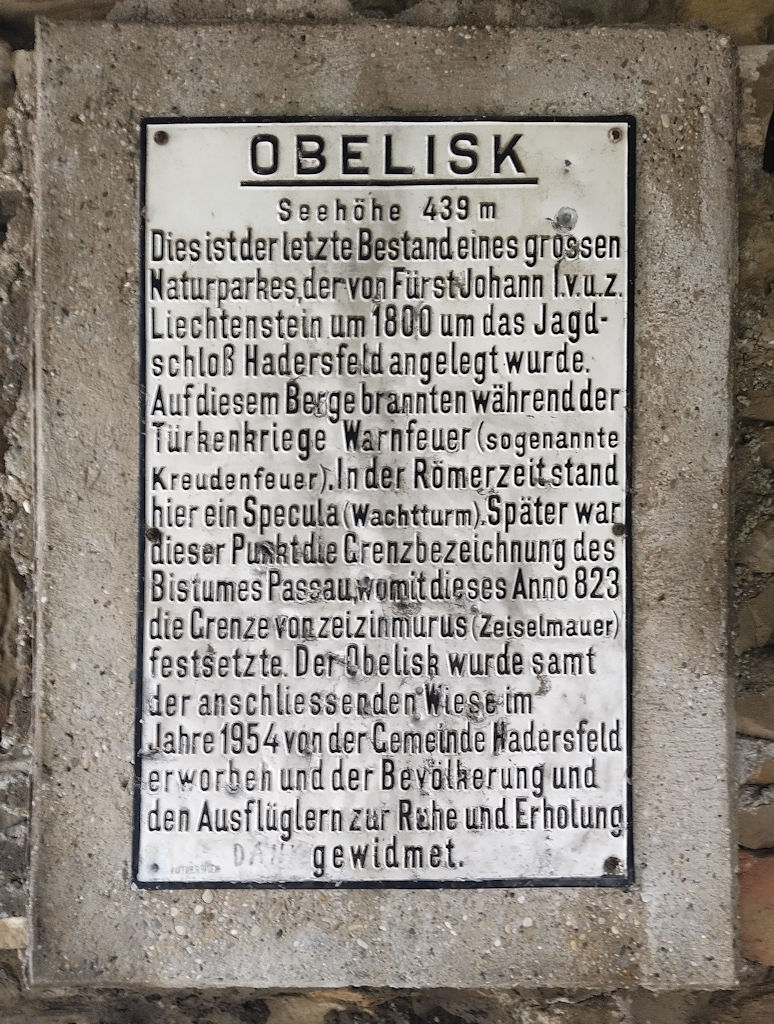 OBELISK
Seehöhe 439 m
Dies ist der letzte Bestand eines grossen
Naturparkes, der von Fürst Johann I. v. u. z.
Liechtenstein um 1800 um das Jagd-
schloß Hadersfeld angelegt wurde.
Auf diesem Berge brannten während der
Türkenkriege Warnfeuer (sogenannte
Kreudenfeuer). In der Römerzeit stand
hier ein Specula (Wachtturm). Später war
dieser Punkt die Grenzbezeichnung des
Bistumes Passau, womit dieses Anno 823
die Grenze von zeizinmurus (Zeiselmauer)
festsetzte. Der Obelisk wurde samt
der anschliessenden Wiese im
Jahre 1954 von der Gemeinde Hadersfeld
erworben und der Bevölkerung und
den Ausflüglern zur Ruhe und Erholung
gewidmet.